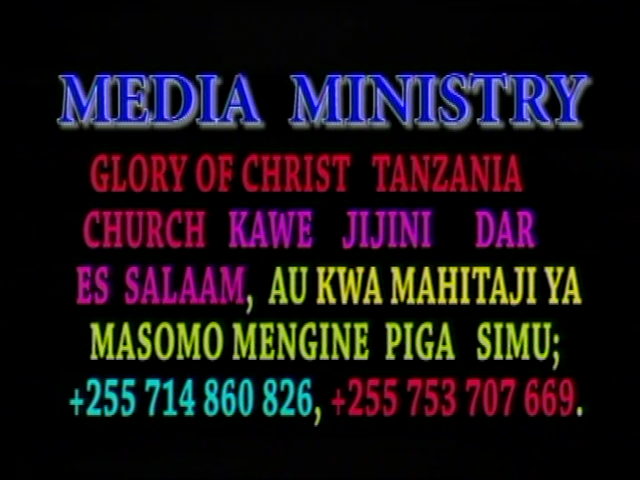 MEDIA MINISTRY
GLORY OF CHRIST TANZANIA
CHURCH KAWE JIJINI DAR
ES SALAAM, AU KWA MAHITAJI YA
MASOMO MENGINE PIGA SIMU;
+255 714 860 826, +255 753 707 669.